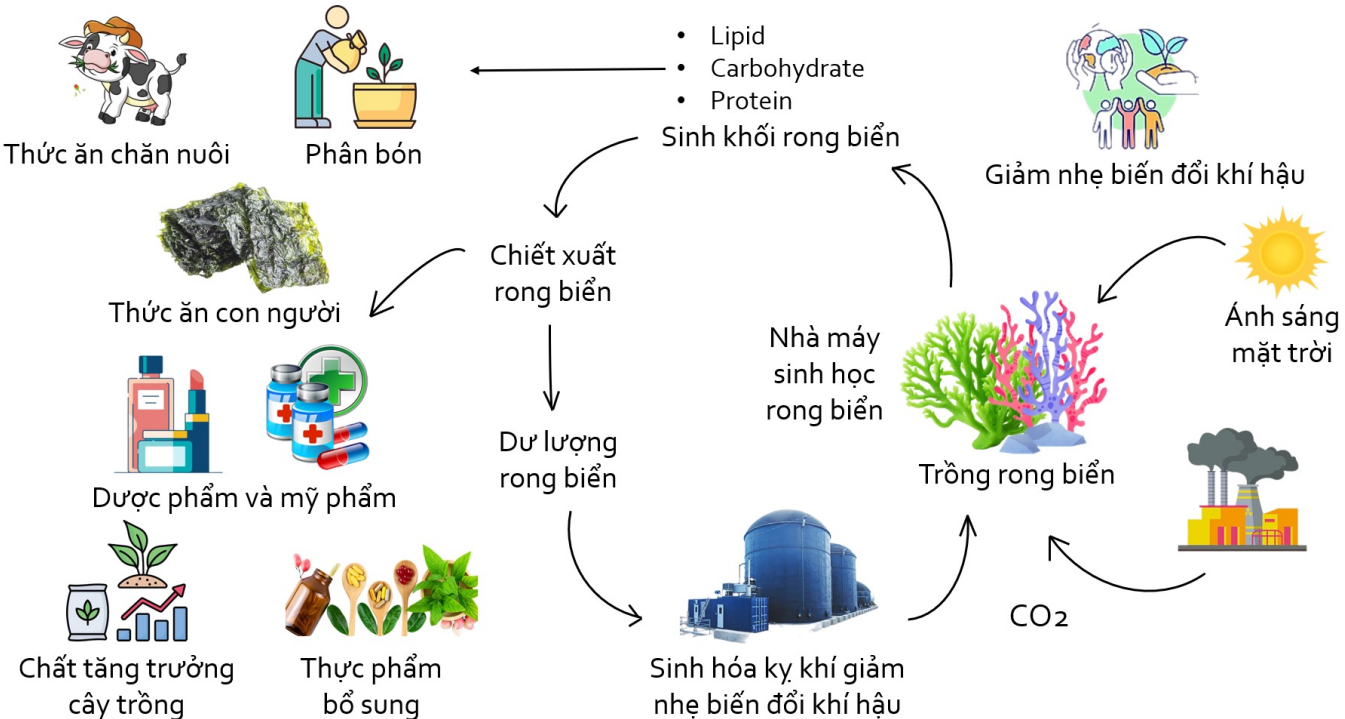 • Lipid
• Carbohydrate
• Protein
Sinh khối rong biển
Thức ăn chăn nuôi
Phân bón
Giảm nhẹ biến đổi khí hậu
Chiết xuất
rong biển
Thức ăn con người
Ánh sáng
mặt trời
Nhà máy
sinh học
rong biển
Dư lượng
rong biển
Trồng rong biển
Dược phẩm và mỹ phẩm
CO2
Chất tăng trưởng
cây trồng
Thực phẩm
bổ sung
Sinh hóa kỵ khí giảm
nhẹ biến đổi khí hậu